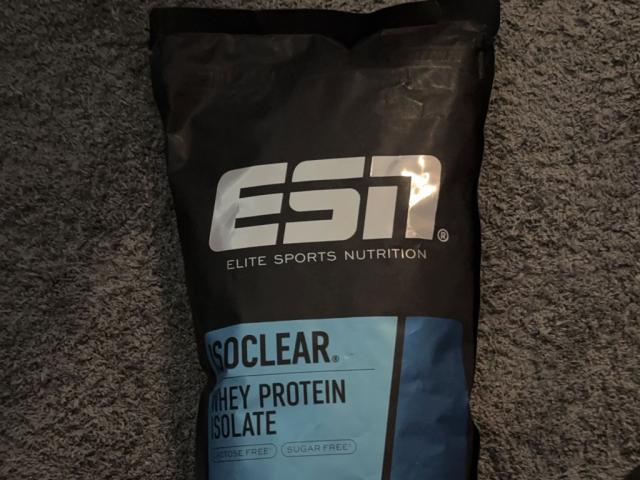 ESN®
ELITE SPORTS NUTRITION
ISOCLEAR®
WHEY PROTEIN
ISOLATE
LACTOSE FREE* SUGAR FREE*